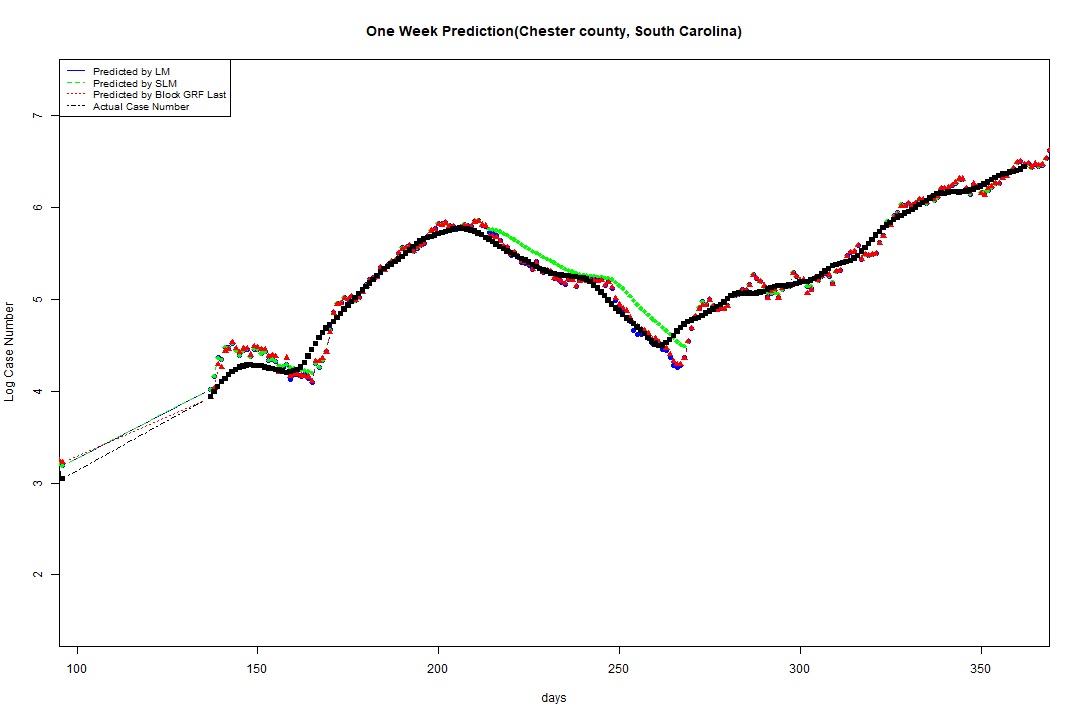 One Week Prediction(Chester county, South Carolina)
Predicted by LM
Predicted by SLM
Predicted by Block GRF Last
Actual Case Number
Log Case Number
7
6
5
4
3
2
100 150 200 250 300 350
days